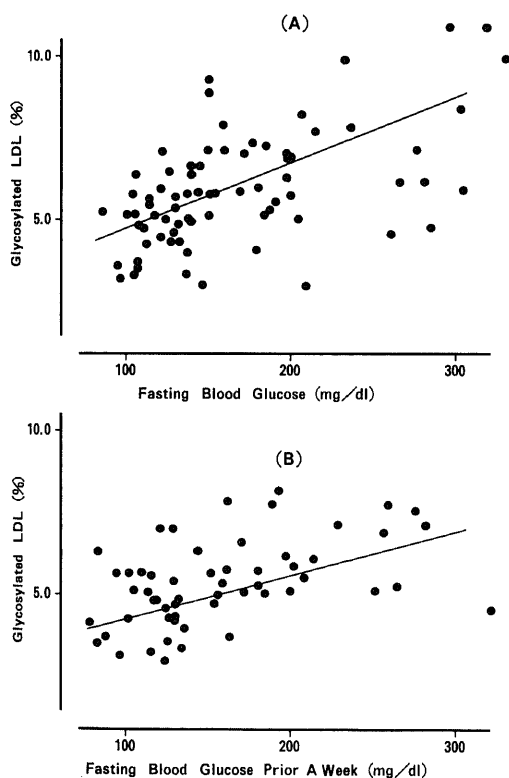 (A)
10.0
5.0
Glycosylated LDL (%)
100
200
300
Fasting Blood Glucose (mg/dl)
(B)
10.0
5.0
Glycosylated LDL (%)
100
200
300
Fasting Blood Glucose Prior A Week (mg/dl)